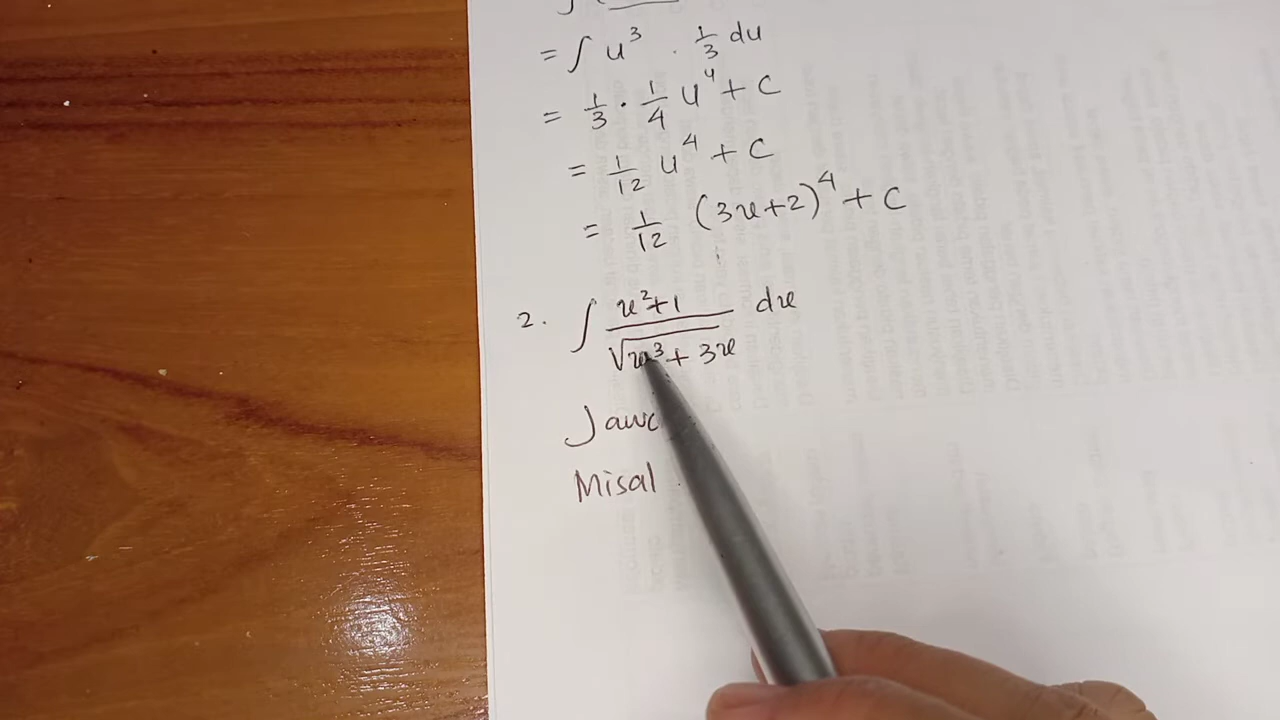 = ∫ u³ . 1/3 du
= 1/3 · 1/4 u⁴ + C
= 1/12 u⁴ + C
= 1/12 (3x+2)⁴ + C
2. ∫ x²+1 / √x³ + 3x dx
Misal